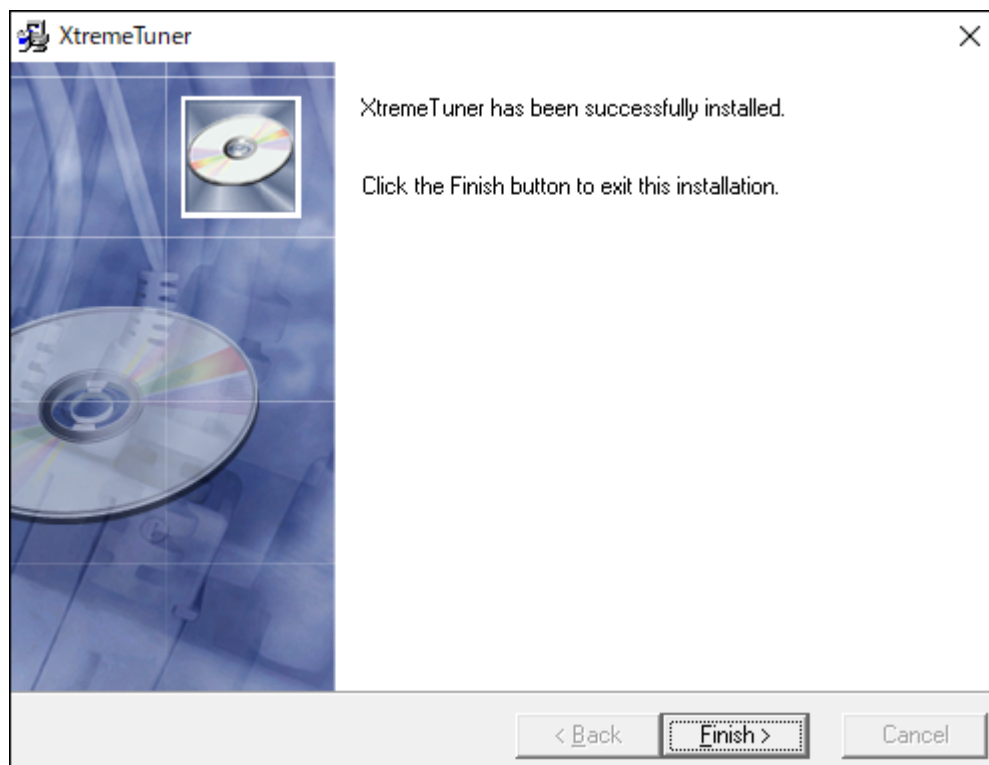 XtremeTuner
XtremeTuner has been successfully installed.
Click the Finish button to exit this installation.
< Back
Finish >
Cancel